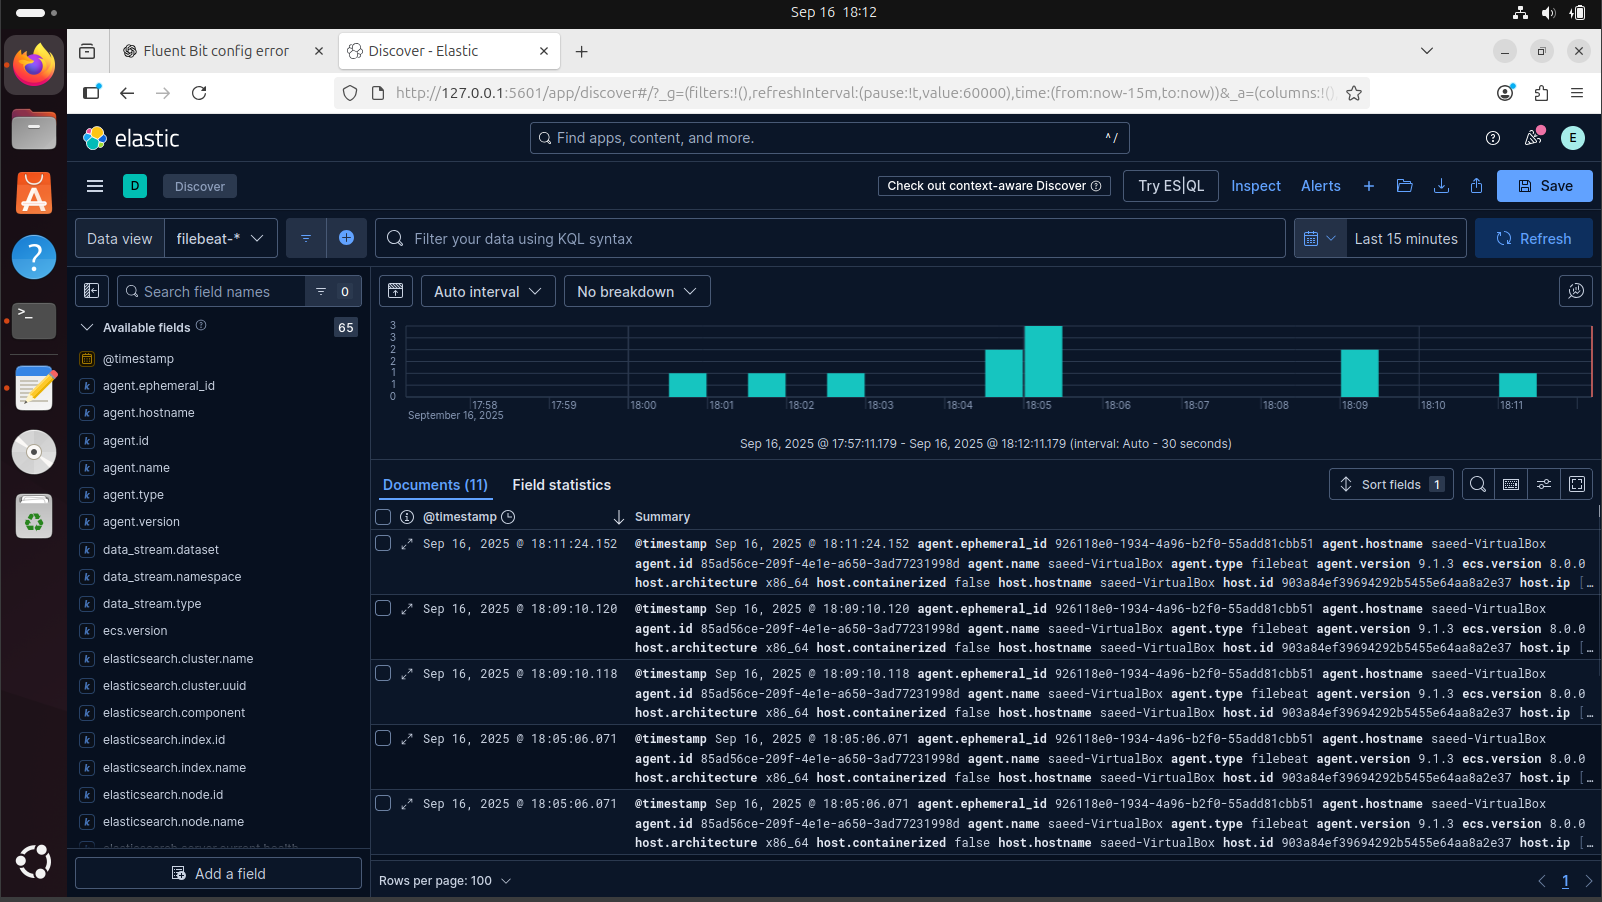 Sep 16 18:12
Fluent Bit config error
Discover - Elastic
http://127.0.0.1:5601/app/discover#/?_g=(filters:!(),refreshInterval:(pause:!t,value:60000),time:(from:now-15m,to:now))&_a=(columns:!(),
elastic
Find apps, content, and more.
^ /
E
D
Discover
Check out context-aware Discover
Try ES|QL
Inspect
Alerts
Save
Data view
filebeat-*
Filter your data using KQL syntax
Last 15 minutes
Refresh
Search field names
0
Auto interval
No breakdown
Available fields
65
@timestamp
agent.ephemeral_id
agent.hostname
agent.id
agent.name
agent.type
agent.version
data_stream.dataset
data_stream.namespace
data_stream.type
ecs.version
elasticsearch.cluster.name
elasticsearch.cluster.uuid
elasticsearch.component
elasticsearch.index.id
elasticsearch.index.name
elasticsearch.node.id
elasticsearch.node.name
elasticsearch.server.current.health
Add a field
3
3
2
2
1
1
0
17:58 17:59 18:00 18:01 18:02 18:03 18:04 18:05 18:06 18:07 18:08 18:09 18:10 18:11
September 16, 2025
Sep 16, 2025 @ 17:57:11.179 - Sep 16, 2025 @ 18:12:11.179 (interval: Auto - 30 seconds)
Documents (11)
Field statistics
Sort fields 1
@timestamp
Summary
Sep 16, 2025 @ 18:11:24.152 @timestamp Sep 16, 2025 @ 18:11:24.152 agent.ephemeral_id 926118e0-1934-4a96-b2f0-55add81cbb51 agent.hostname saeed-VirtualBox
agent.id 85ad56ce-209f-4e1e-a650-3ad77231998d agent.name saeed-VirtualBox agent.type filebeat agent.version 9.1.3 ecs.version 8.0.0
host.architecture x86_64 host.containerized false host.hostname saeed-VirtualBox host.id 903a84ef39694292b5455e64aa8a2e37 host.ip [...
Sep 16, 2025 @ 18:09:10.120 @timestamp Sep 16, 2025 @ 18:09:10.120 agent.ephemeral_id 926118e0-1934-4a96-b2f0-55add81cbb51 agent.hostname saeed-VirtualBox
agent.id 85ad56ce-209f-4e1e-a650-3ad77231998d agent.name saeed-VirtualBox agent.type filebeat agent.version 9.1.3 ecs.version 8.0.0
host.architecture x86_64 host.containerized false host.hostname saeed-VirtualBox host.id 903a84ef39694292b5455e64aa8a2e37 host.ip [...
Sep 16, 2025 @ 18:09:10.118 @timestamp Sep 16, 2025 @ 18:09:10.118 agent.ephemeral_id 926118e0-1934-4a96-b2f0-55add81cbb51 agent.hostname saeed-VirtualBox
agent.id 85ad56ce-209f-4e1e-a650-3ad77231998d agent.name saeed-VirtualBox agent.type filebeat agent.version 9.1.3 ecs.version 8.0.0
host.architecture x86_64 host.containerized false host.hostname saeed-VirtualBox host.id 903a84ef39694292b5455e64aa8a2e37 host.ip [...
Sep 16, 2025 @ 18:05:06.071 @timestamp Sep 16, 2025 @ 18:05:06.071 agent.ephemeral_id 926118e0-1934-4a96-b2f0-55add81cbb51 agent.hostname saeed-VirtualBox
agent.id 85ad56ce-209f-4e1e-a650-3ad77231998d agent.name saeed-VirtualBox agent.type filebeat agent.version 9.1.3 ecs.version 8.0.0
host.architecture x86_64 host.containerized false host.hostname saeed-VirtualBox host.id 903a84ef39694292b5455e64aa8a2e37 host.ip [...
Sep 16, 2025 @ 18:05:06.071 @timestamp Sep 16, 2025 @ 18:05:06.071 agent.ephemeral_id 926118e0-1934-4a96-b2f0-55add81cbb51 agent.hostname saeed-VirtualBox
agent.id 85ad56ce-209f-4e1e-a650-3ad77231998d agent.name saeed-VirtualBox agent.type filebeat agent.version 9.1.3 ecs.version 8.0.0
host.architecture x86_64 host.containerized false host.hostname saeed-VirtualBox host.id 903a84ef39694292b5455e64aa8a2e37 host.ip [...
Rows per page: 100
1